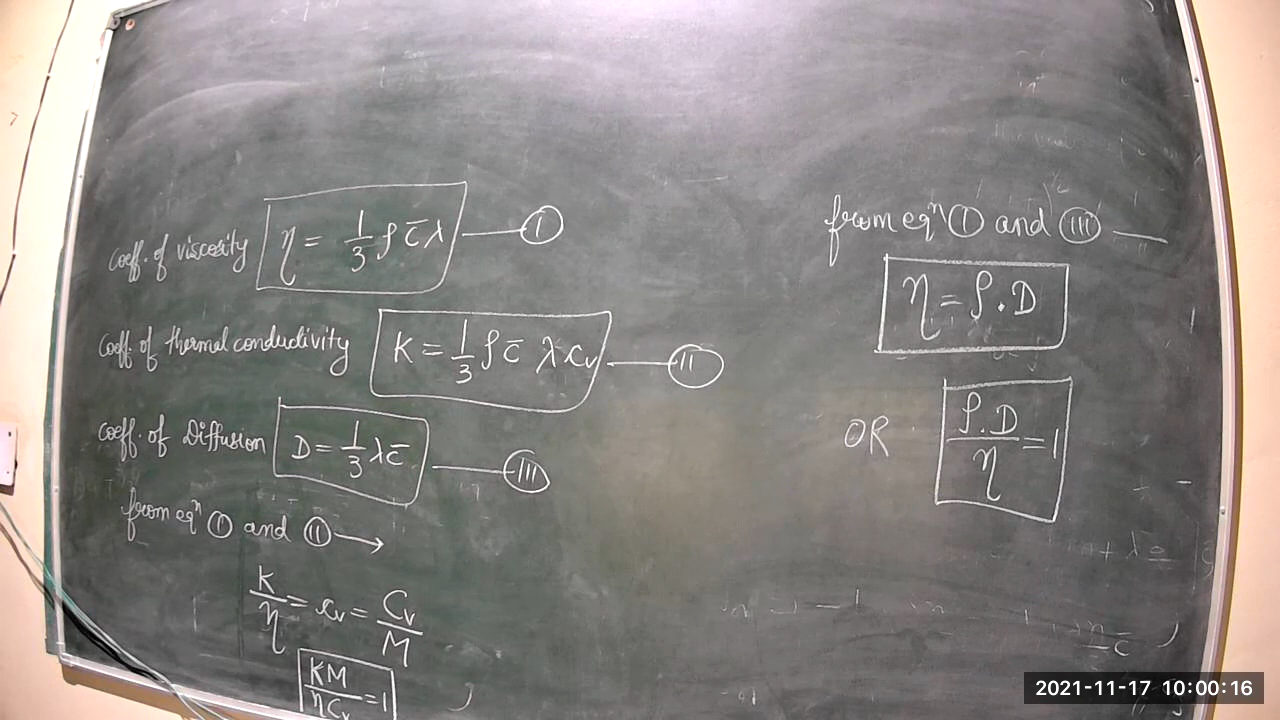 coeff. of viscosity η = 1/3 ρ c̄ λ — I
coeff. of thermal conductivity K = 1/3 ρ c̄ λ cv — II
coeff. of Diffusion D = 1/3 λ c̄ — III
from eqⁿ I and II →
K/η = cv = Cv/M
KM/ηCv = 1
from eqⁿ I and III —
η = ρ . D
OR ρ.D/η = 1
2021-11-17 10:00:16